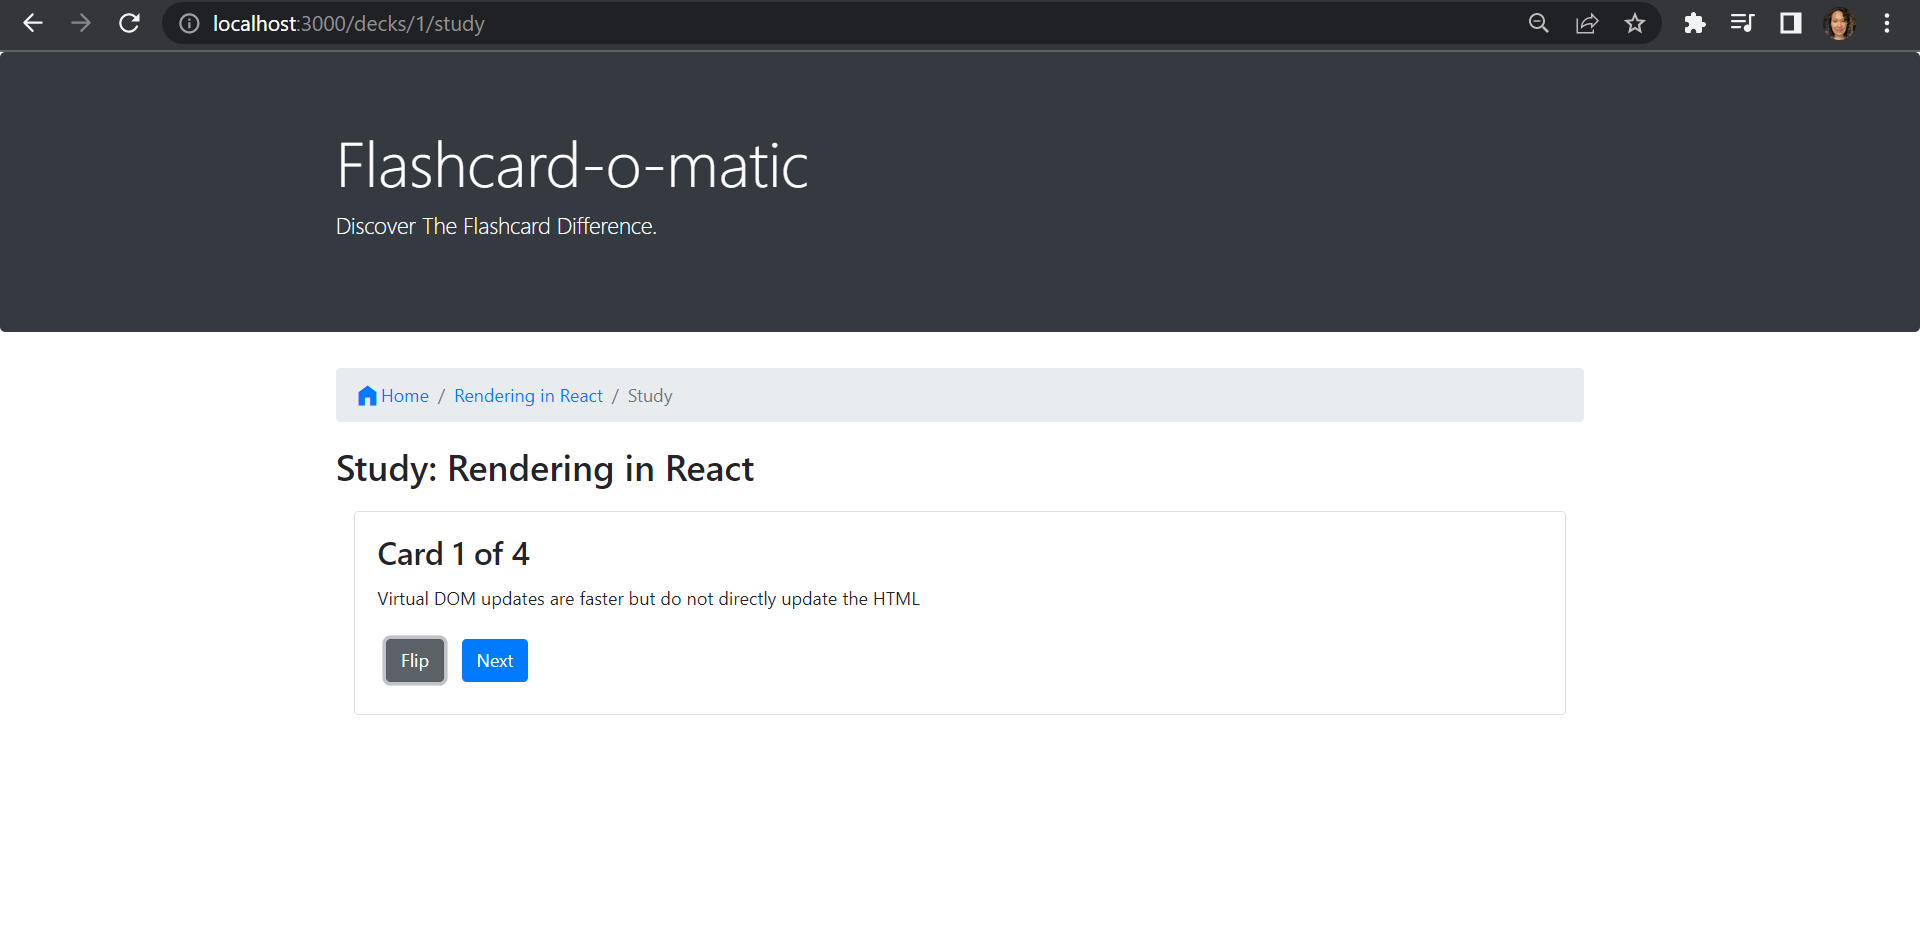 localhost:3000/decks/1/study
Flashcard-o-matic
Discover The Flashcard Difference.
Home / Rendering in React / Study
Study: Rendering in React
Card 1 of 4
Virtual DOM updates are faster but do not directly update the HTML
Flip Next